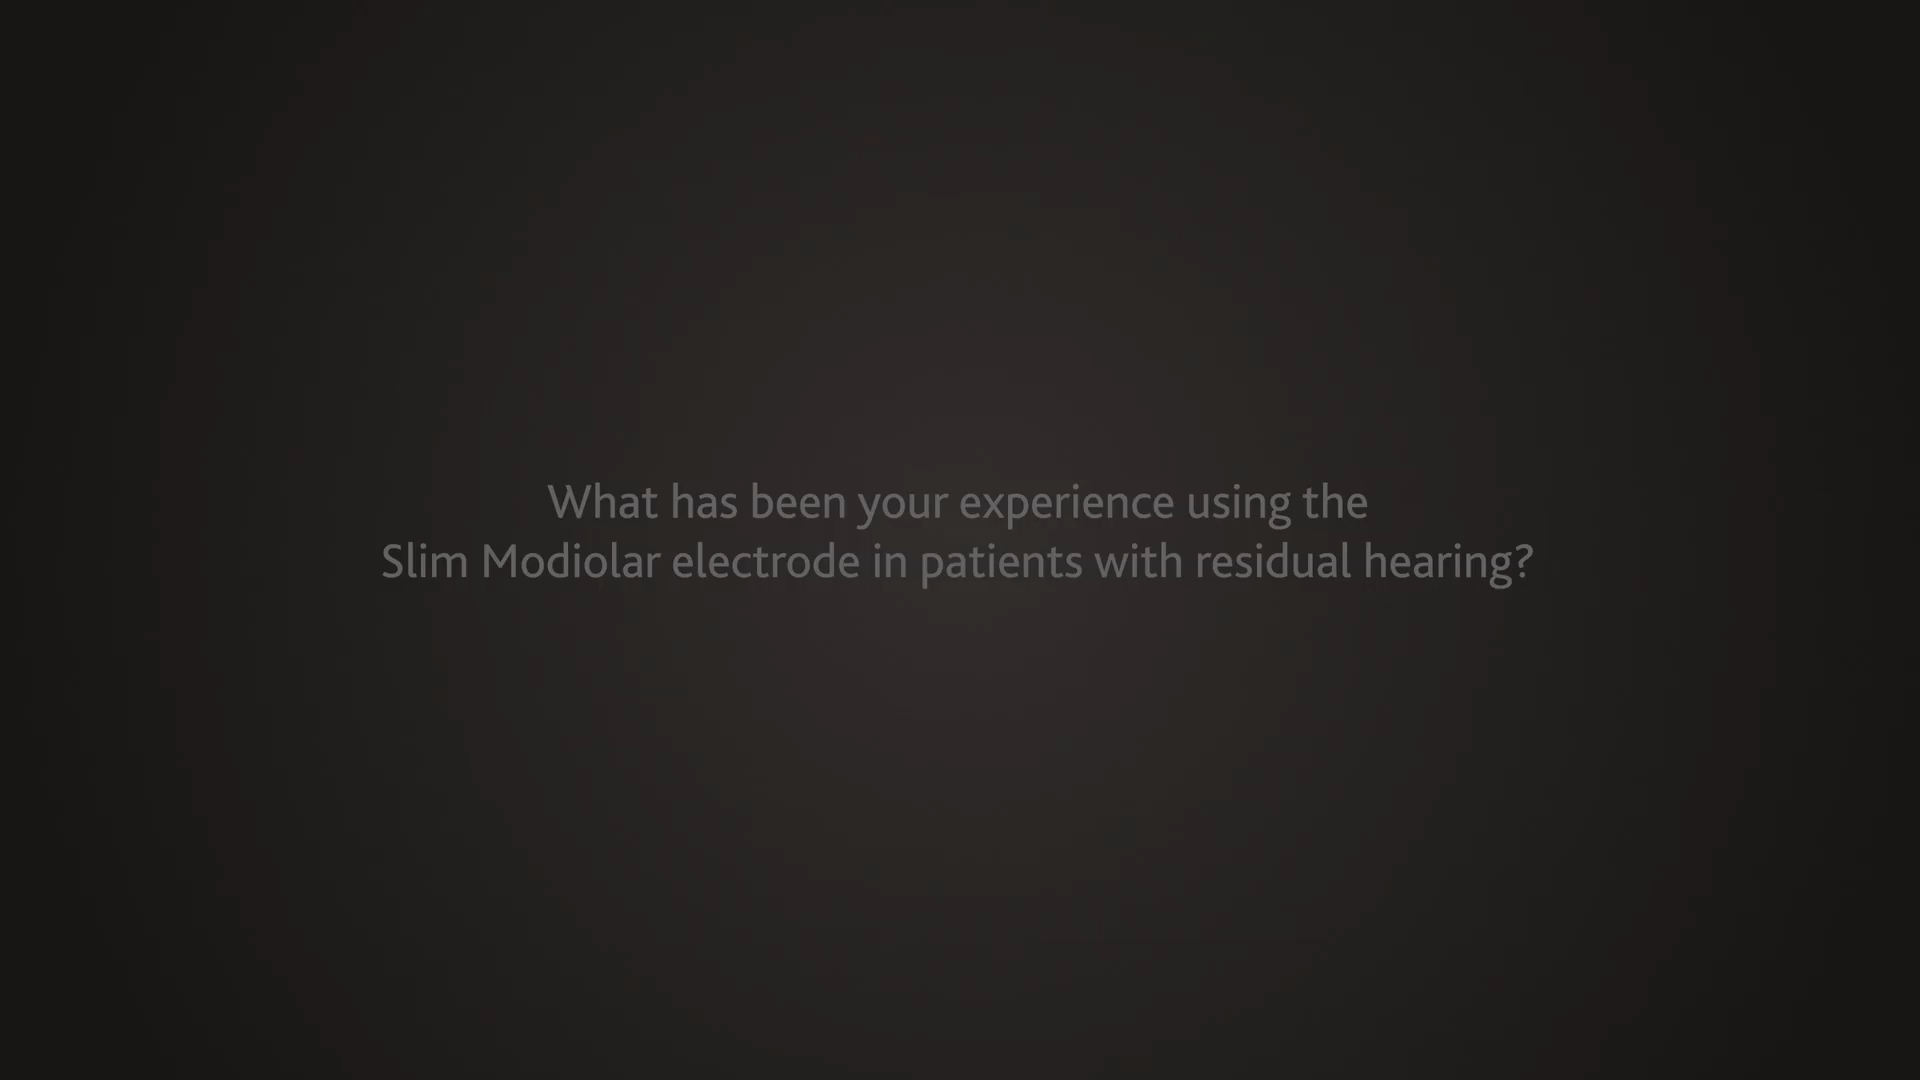 What has been your experience using the
Slim Modiolar electrode in patients with residual hearing?